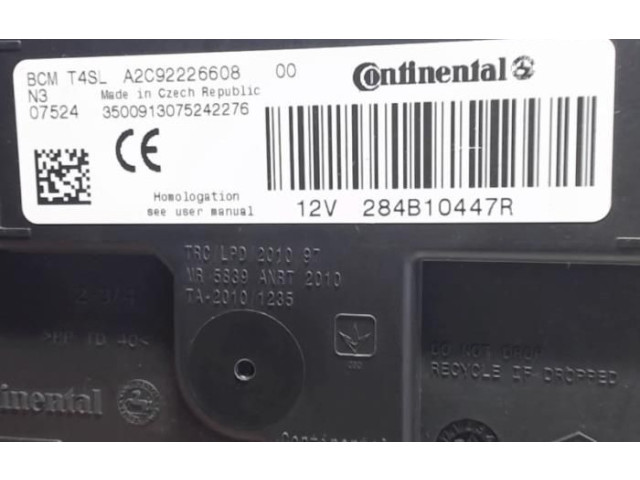 BCM T4SL A2C92226608 00
Continental
N3 Made in Czech Republic
07524 3500913075242276
CE
Homologation
see user manual
12V 284B10447R
TRC/LPD/2010 97
MR 5839 ANRT 2010
TA-2010/1235
DO NOT DROP
RECYCLE IF DROPPED
ntinental
Continental